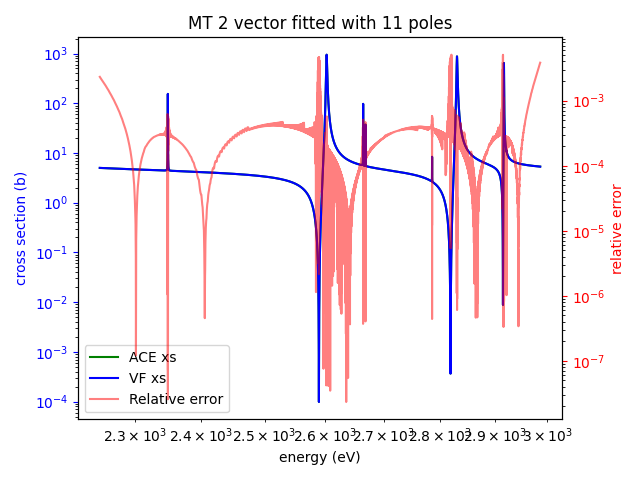 MT 2 vector fitted with 11 poles
10³
10²
10¹
10⁰
10⁻¹
10⁻²
10⁻³
10⁻⁴
cross section (b)
10⁻³
10⁻⁴
10⁻⁵
10⁻⁶
10⁻⁷
relative error
ACE xs
VF xs
Relative error
2.3 × 10³ 2.4 × 10³ 2.5 × 10³ 2.6 × 10³ 2.7 × 10³ 2.8 × 10³ 2.9 × 10³ 3 × 10³
energy (eV)